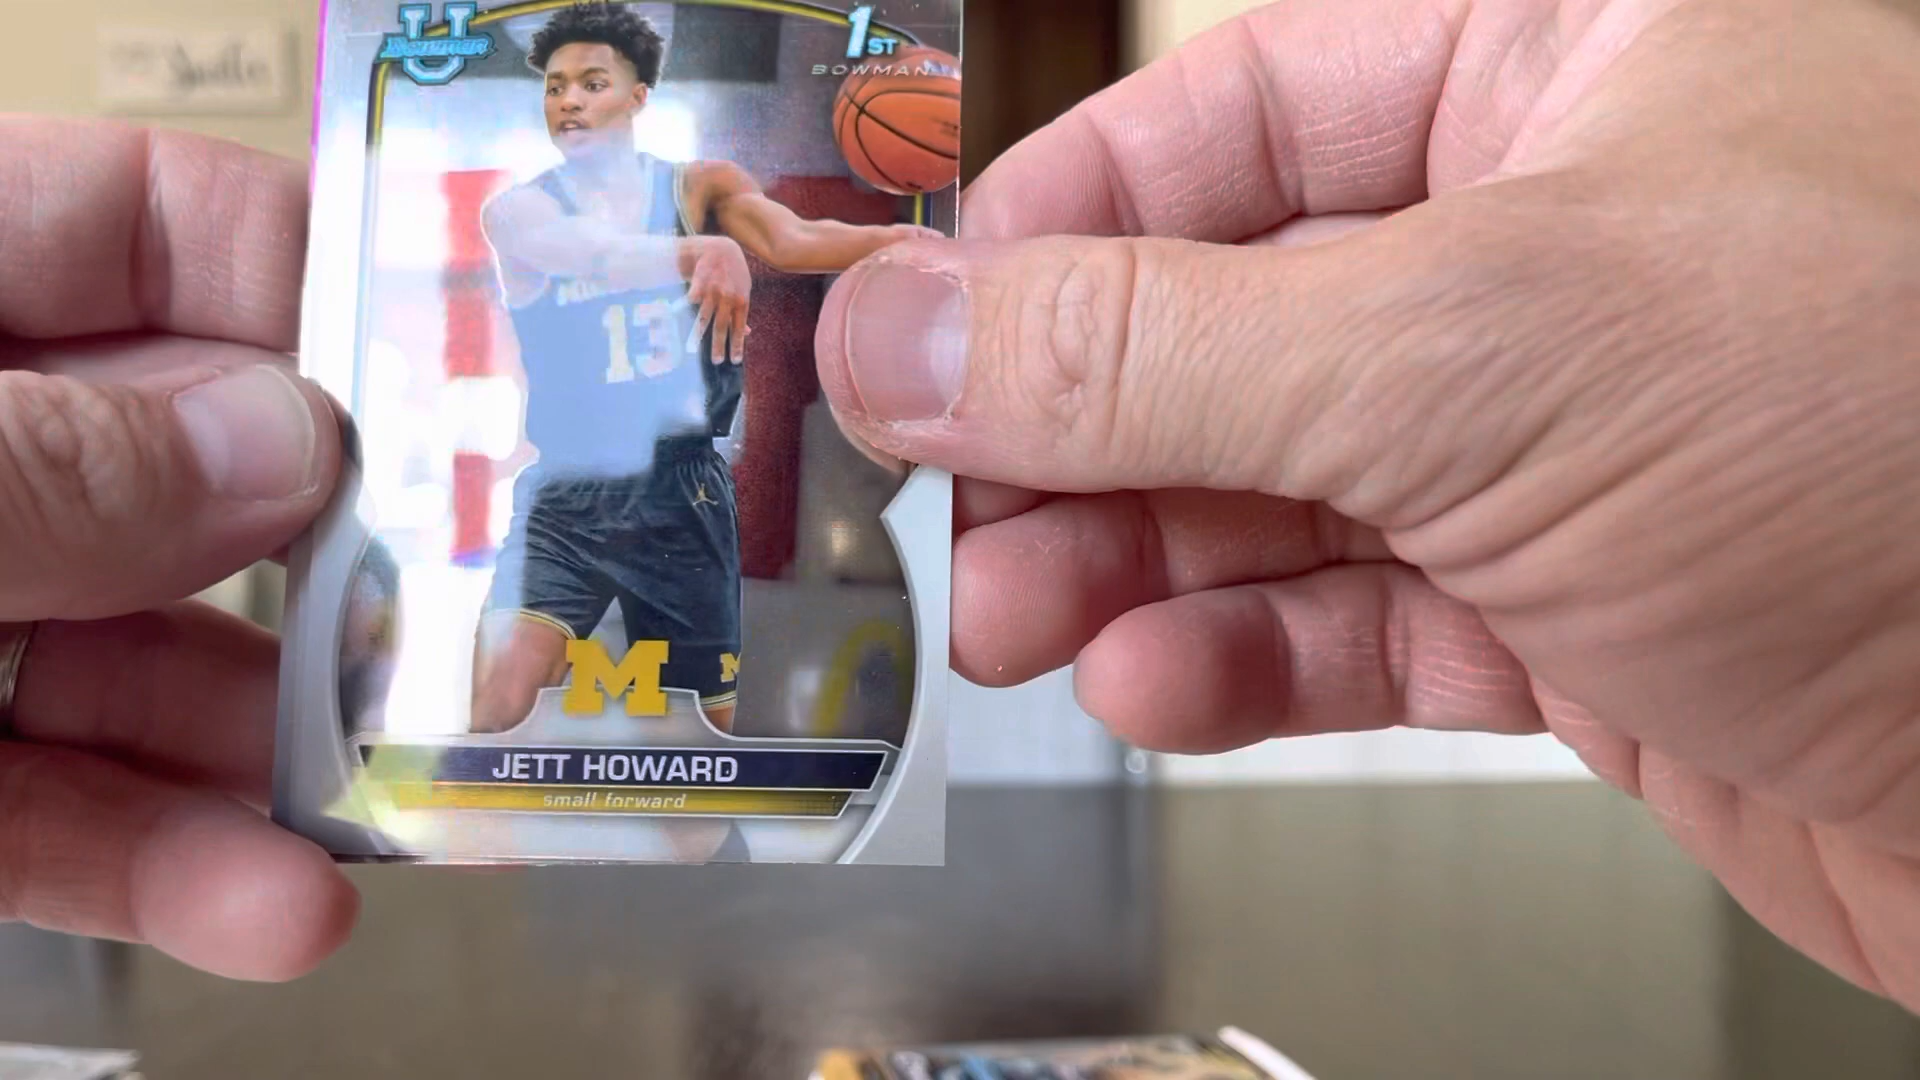 U
Bowman
1ST
BOWMAN
13
M
M
JETT HOWARD
small forward